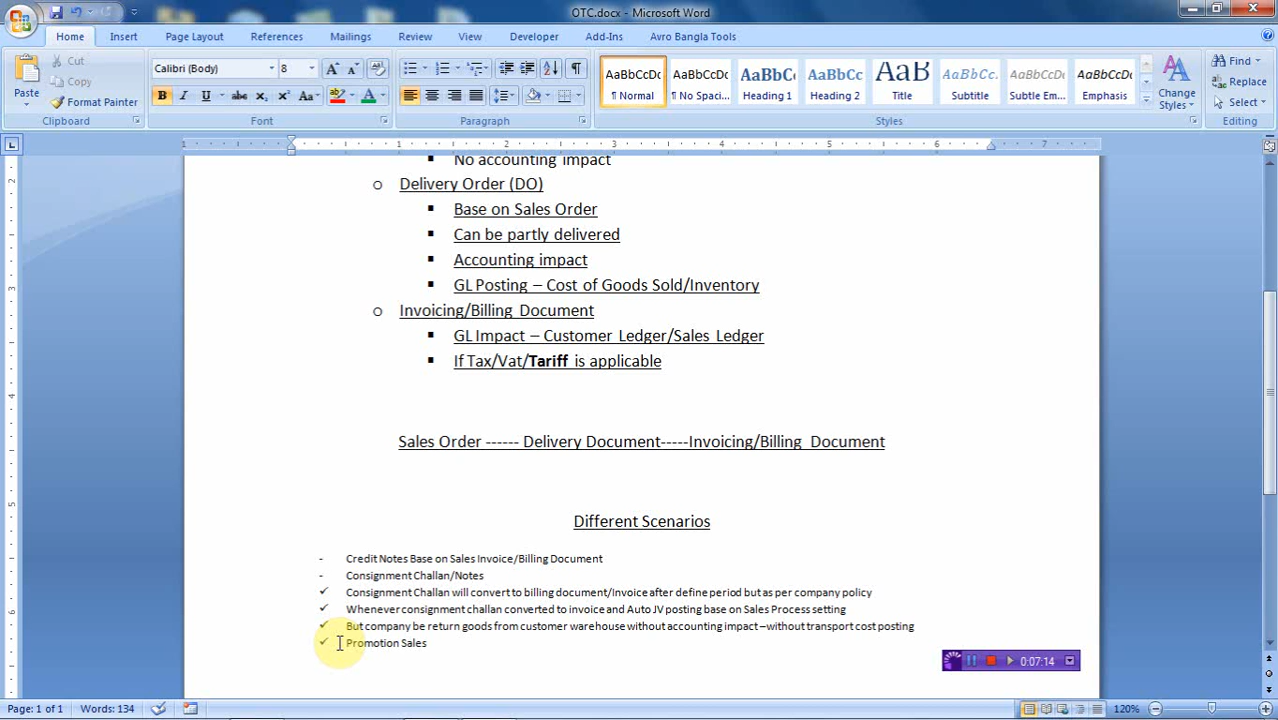 OTC.docx - Microsoft Word
Home Insert Page Layout References Mailings Review View Developer Add-Ins Avro Bangla Tools
Paste Cut Copy Format Painter
Calibri (Body) 8
AaBbCcDc ¶ Normal
AaBbCcDc ¶ No Spaci...
AaBbC Heading 1
AaBbCc Heading 2
AaB Title
AaBbCc. Subtitle
AaBbCcDc Subtle Em...
AaBbCcDc Emphasis
Change Styles
Find Replace Select
Clipboard Font Paragraph Styles Editing
1 1 2 3 4 5 6 7
No accounting impact
o Delivery Order (DO)
▪ Base on Sales Order
▪ Can be partly delivered
▪ Accounting impact
▪ GL Posting – Cost of Goods Sold/Inventory
o Invoicing/Billing Document
▪ GL Impact – Customer Ledger/Sales Ledger
▪ If Tax/Vat/Tariff is applicable
Sales Order ------ Delivery Document-----Invoicing/Billing Document
Different Scenarios
- Credit Notes Base on Sales Invoice/Billing Document
- Consignment Challan/Notes
✓ Consignment Challan will convert to billing document/Invoice after define period but as per company policy
✓ Whenever consignment challan converted to invoice and Auto JV posting base on Sales Process setting
✓ But company be return goods from customer warehouse without accounting impact –without transport cost posting
✓ Promotion Sales
0:07:14
Page: 1 of 1 Words: 134 120%